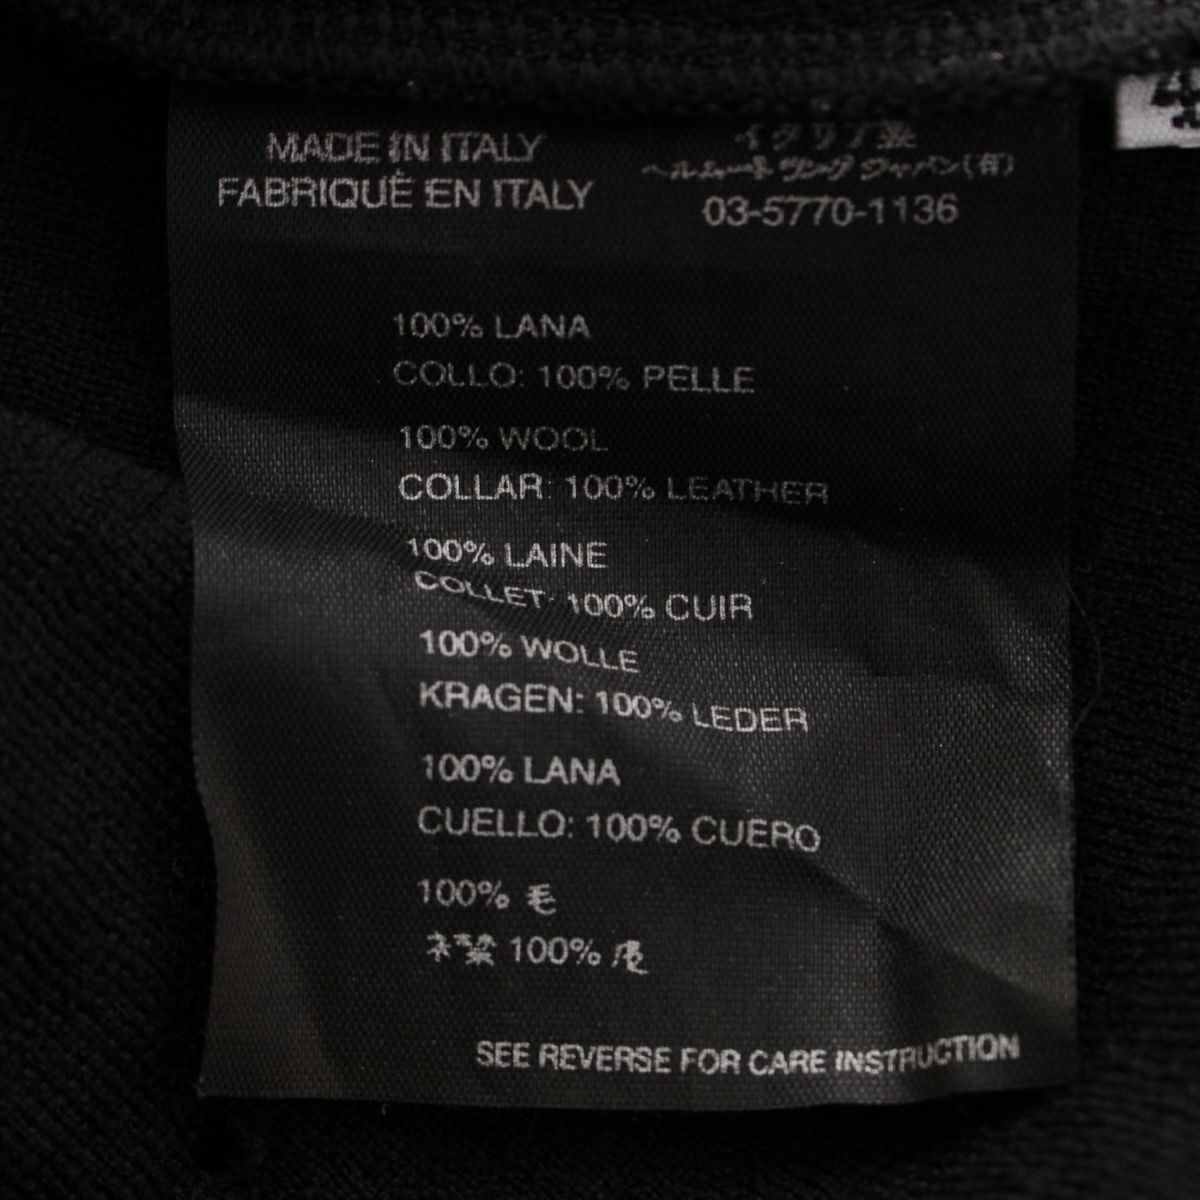 MADE IN ITALY
FABRIQUÉ EN ITALY
イタリア製
ヘルムートラングジャパン(有)
03-5770-1136
100% LANA
COLLO: 100% PELLE
100% WOOL
COLLAR: 100% LEATHER
100% LAINE
COLLET: 100% CUIR
100% WOLLE
KRAGEN: 100% LEDER
100% LANA
CUELLO: 100% CUERO
100% 毛
100%
SEE REVERSE FOR CARE INSTRUCTION